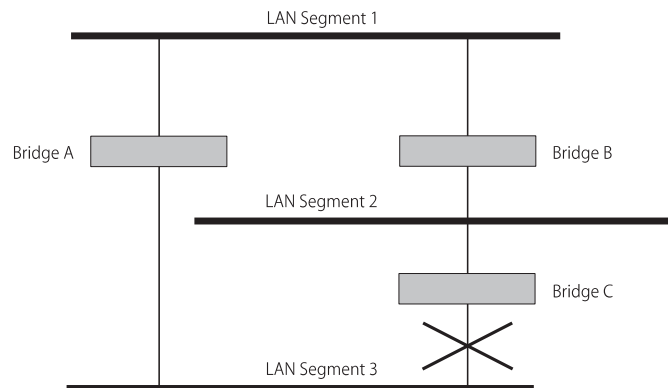 LAN Segment 1
Bridge A
Bridge B
LAN Segment 2
Bridge C
LAN Segment 3